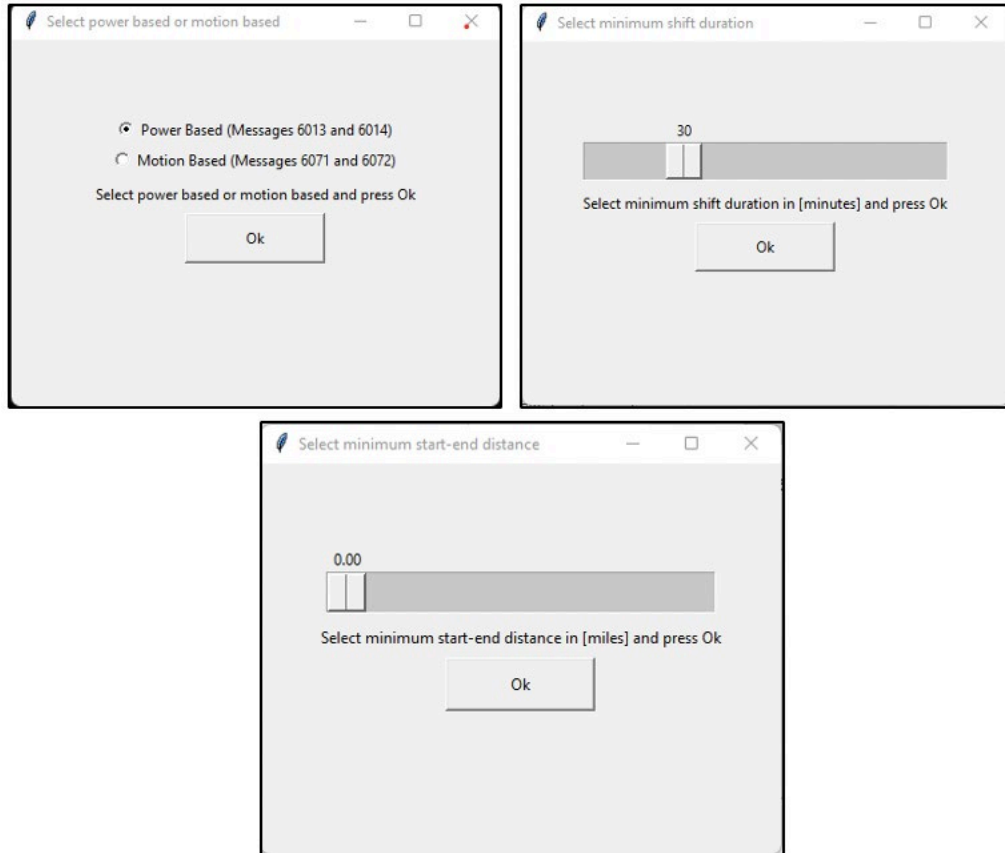 Select power based or motion based
Power Based (Messages 6013 and 6014)
Motion Based (Messages 6071 and 6072)
Select power based or motion based and press Ok
Ok
Select minimum shift duration
30
Select minimum shift duration in [minutes] and press Ok
Ok
Select minimum start-end distance
0.00
Select minimum start-end distance in [miles] and press Ok
Ok